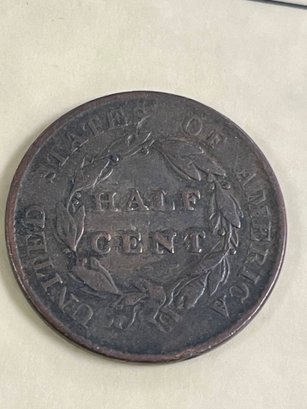 UNITED STATES OF AMERICA
HALF
CENT